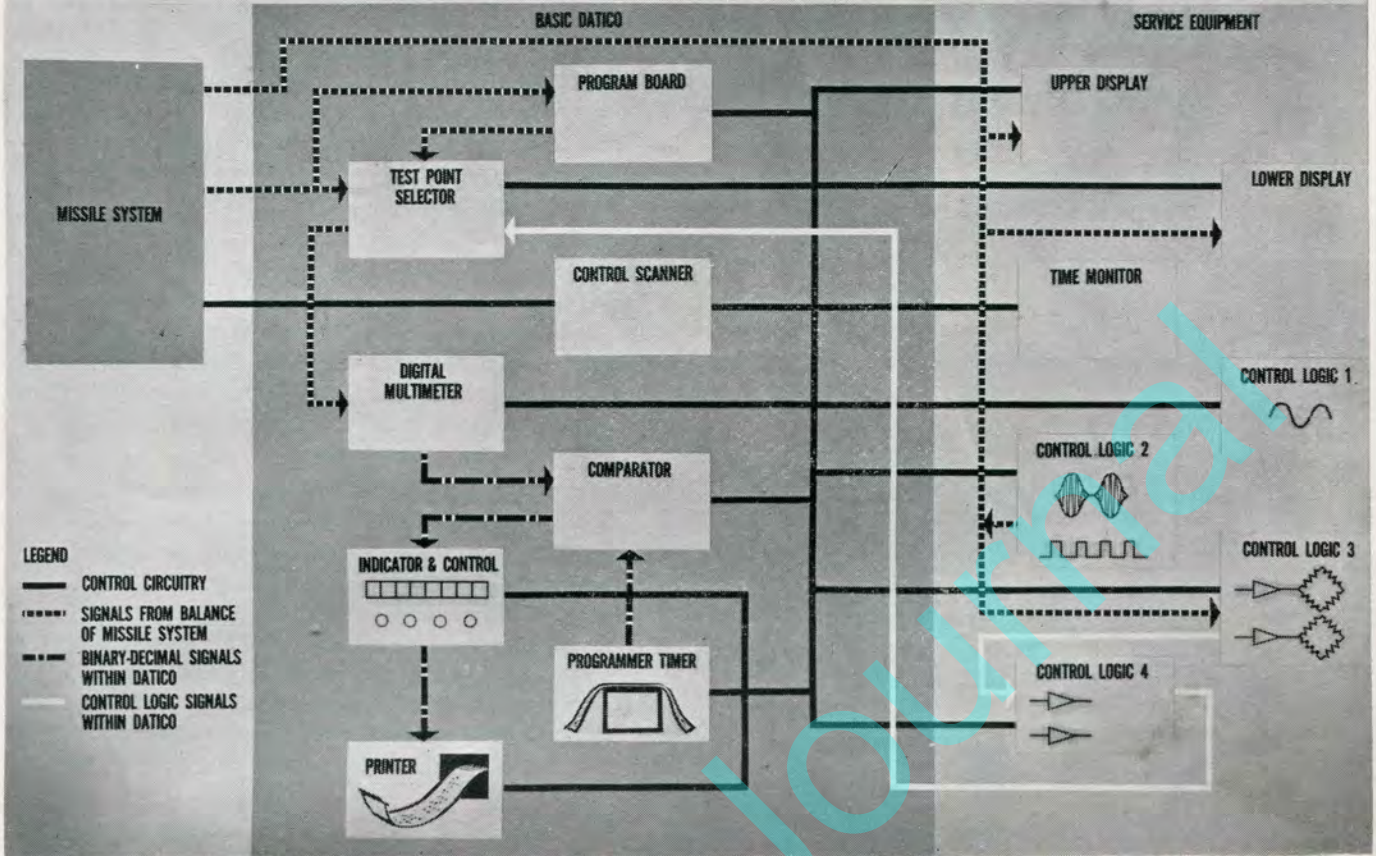 BASIC DATICO
SERVICE EQUIPMENT
MISSILE SYSTEM
PROGRAM BOARD
UPPER DISPLAY
TEST POINT
SELECTOR
LOWER DISPLAY
CONTROL SCANNER
TIME MONITOR
DIGITAL
MULTIMETER
CONTROL LOGIC 1
COMPARATOR
CONTROL LOGIC 2
INDICATOR & CONTROL
CONTROL LOGIC 3
PROGRAMMER TIMER
CONTROL LOGIC 4
PRINTER
LEGEND
CONTROL CIRCUITRY
SIGNALS FROM BALANCE
OF MISSILE SYSTEM
BINARY-DECIMAL SIGNALS
WITHIN DATICO
CONTROL LOGIC SIGNALS
WITHIN DATICO
Journal